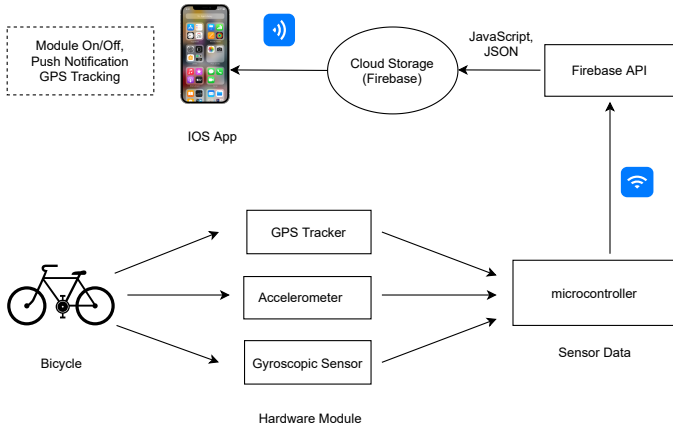 Module On/Off,
Push Notification
GPS Tracking
IOS App
Cloud Storage
(Firebase)
JavaScript,
JSON
Firebase API
GPS Tracker
Accelerometer
Gyroscopic Sensor
microcontroller
Sensor Data
Bicycle
Hardware Module